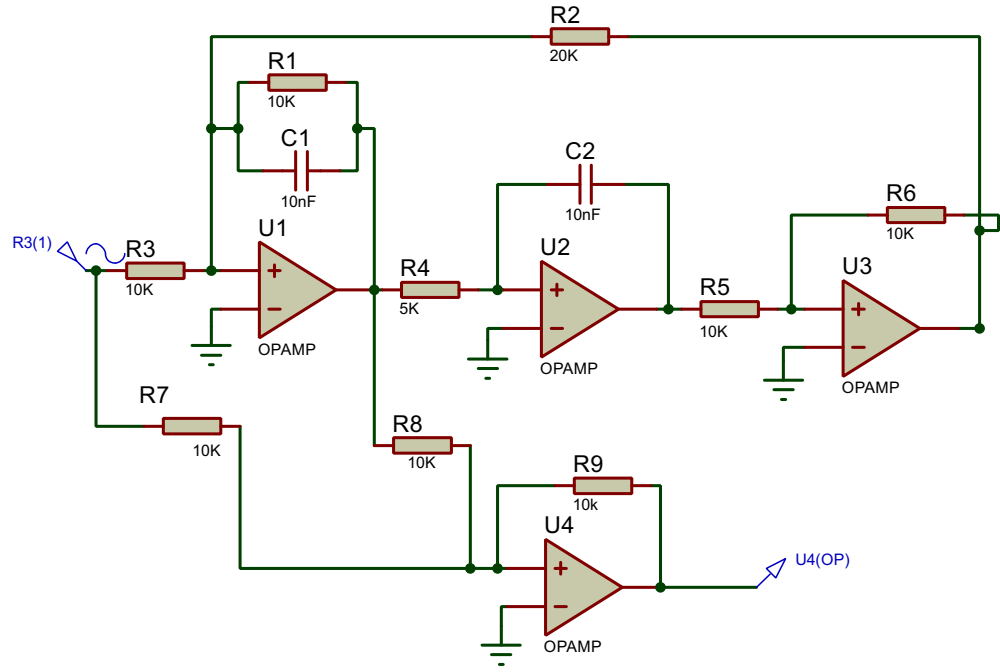 R2
20K
R1
10K
C1
10nF
C2
10nF
R6
10K
R3(1)
R3
10K
U1
+
−
OPAMP
R4
5K
U2
+
−
OPAMP
R5
10K
U3
+
−
OPAMP
R7
10K
R8
10K
R9
10k
U4
+
−
OPAMP
U4(OP)